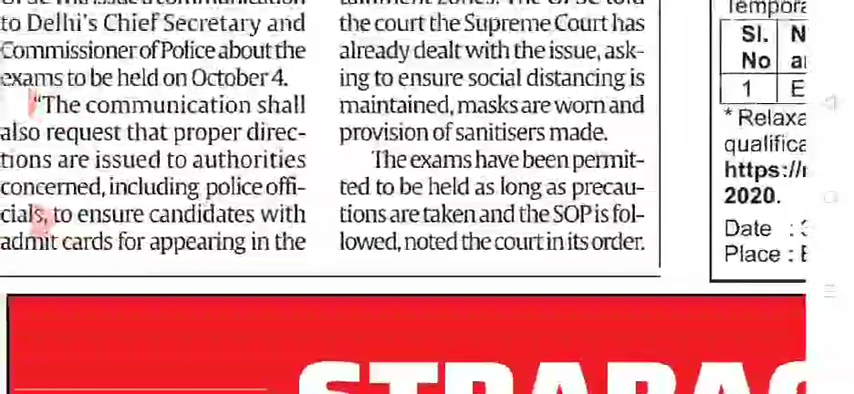 to Delhi's Chief Secretary and
Commissioner of Police about the
exams to be held on October 4.
"The communication shall
also request that proper direc-
tions are issued to authorities
concerned, including police offi-
cials, to ensure candidates with
admit cards for appearing in the
the court the Supreme Court has
already dealt with the issue, ask-
ing to ensure social distancing is
maintained, masks are worn and
provision of sanitisers made.
The exams have been permit-
ted to be held as long as precau-
tions are taken and the SOP is fol-
lowed, noted the court in its order.
Sl.
No
1 E
* Relaxa
qualifica
https://
2020.
Date :
Place :